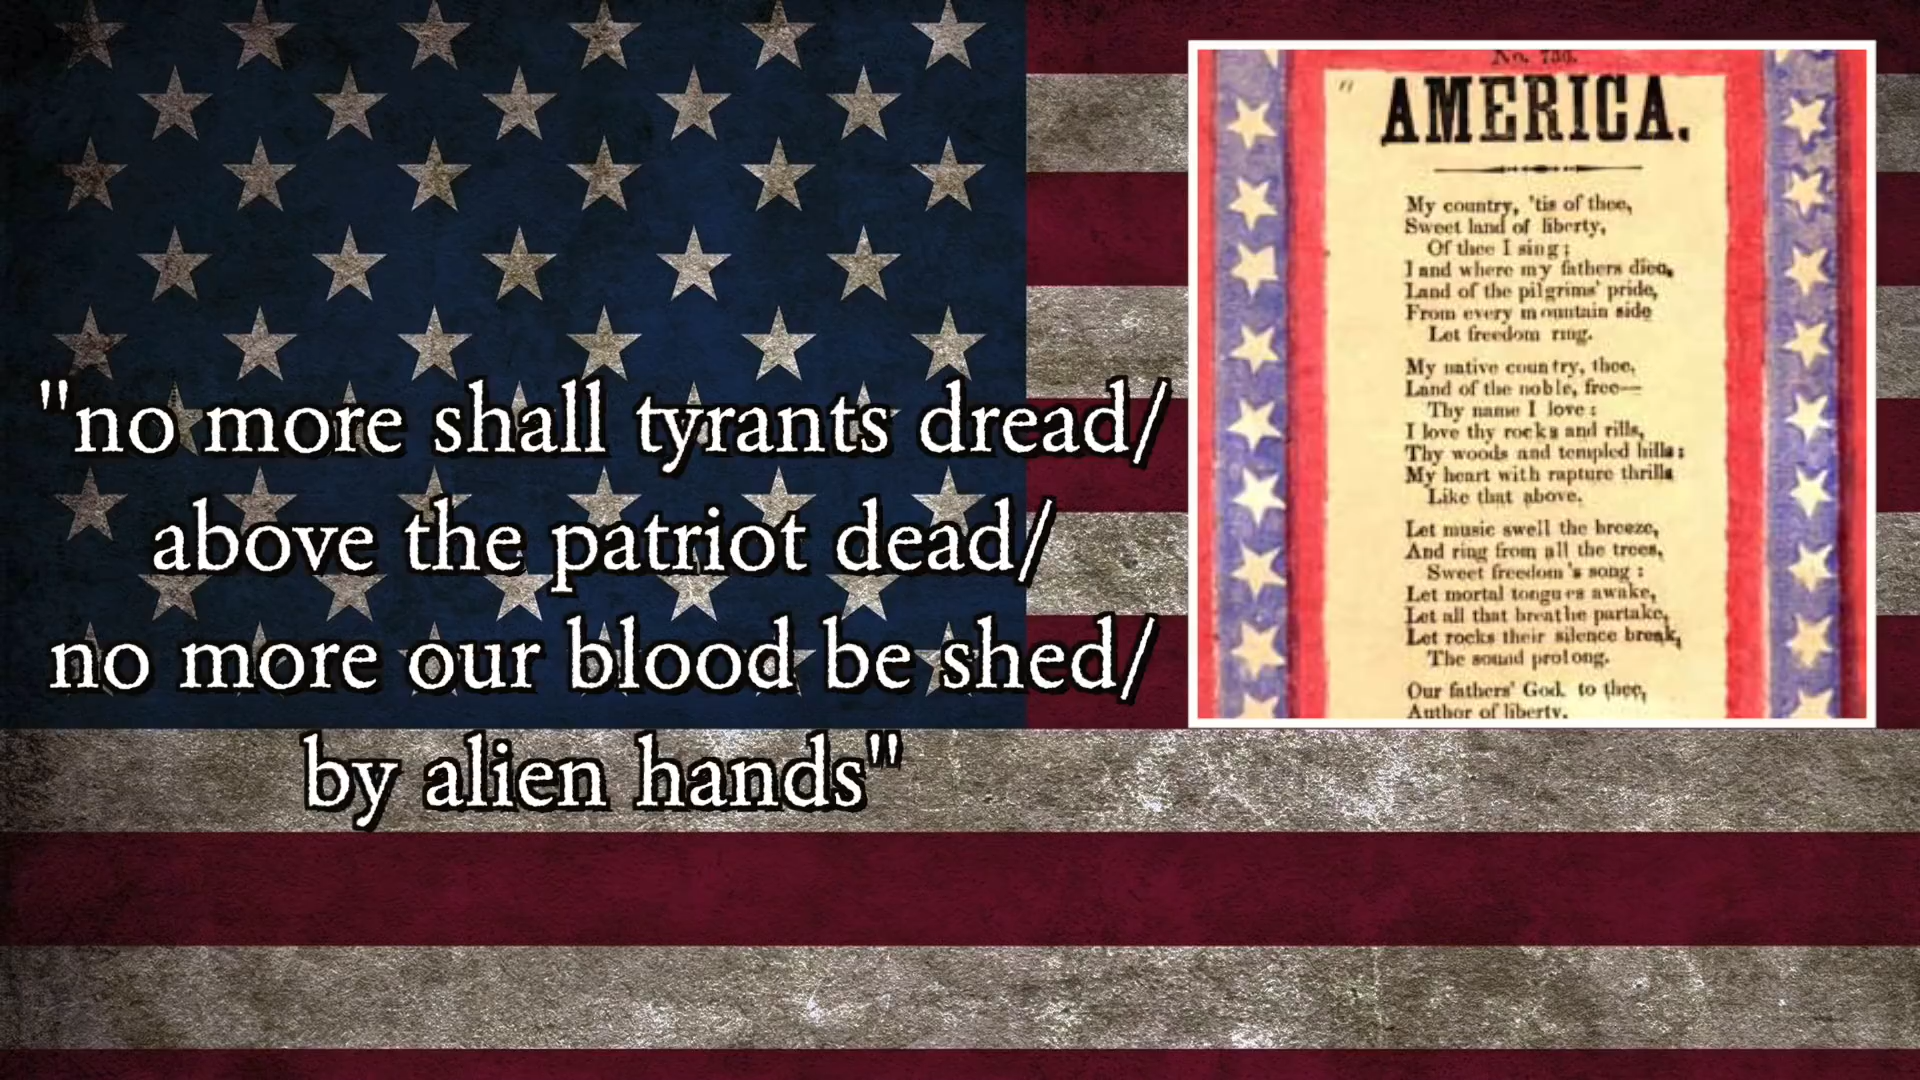 "no more shall tyrants dread/
above the patriot dead/
no more our blood be shed/
by alien hands"
AMERICA.
My country, 'tis of thee,
Sweet land of liberty,
Of thee I sing;
Land where my fathers died,
Land of the pilgrims' pride,
From every mountain side
Let freedom ring.
My native country, thee,
Land of the noble, free—
Thy name I love:
I love thy rocks and rills,
Thy woods and templed hills:
My heart with rapture thrills
Like that above.
Let music swell the breeze,
And ring from all the trees,
Sweet freedom's song:
Let mortal tongues awake,
Let all that breathe partake,
Let rocks their silence break,
The sound prolong.
Our fathers' God. to thee,
Author of liberty.